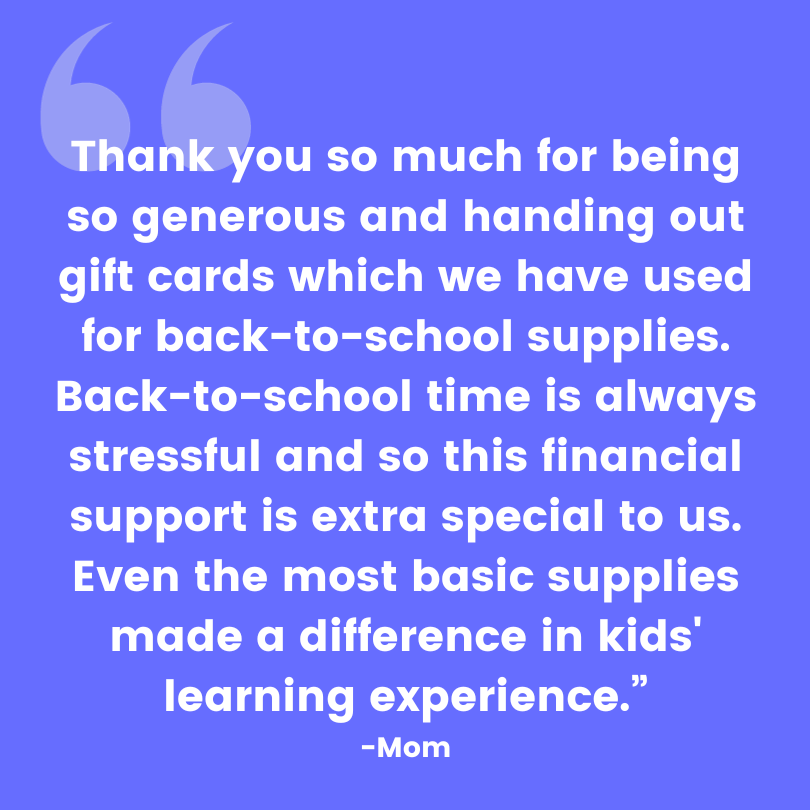 “
Thank you so much for being
so generous and handing out
gift cards which we have used
for back-to-school supplies.
Back-to-school time is always
stressful and so this financial
support is extra special to us.
Even the most basic supplies
made a difference in kids'
learning experience.”
-Mom